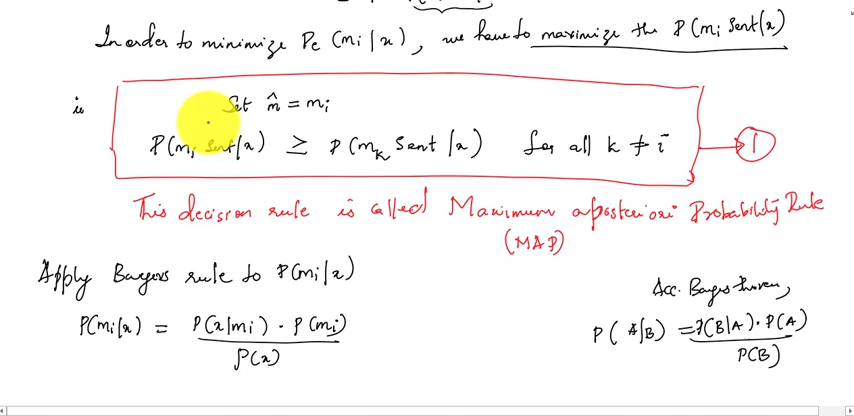 In order to minimize Pe (mi | x), we have to maximize the P(mi sent | x)
ie
Set m̂ = mi
P(mi sent | x) ≥ P(mk sent | x) for all k ≠ i → 1
This decision rule is called Maximum aposteriori Probability Rule
(MAP)
Apply Bayes rule to P(mi | x)
P(mi | x) = P(x | mi) · P(mi) / P(x)
Acc. Bayes theorem,
P(A | B) = P(B | A) · P(A) / P(B)